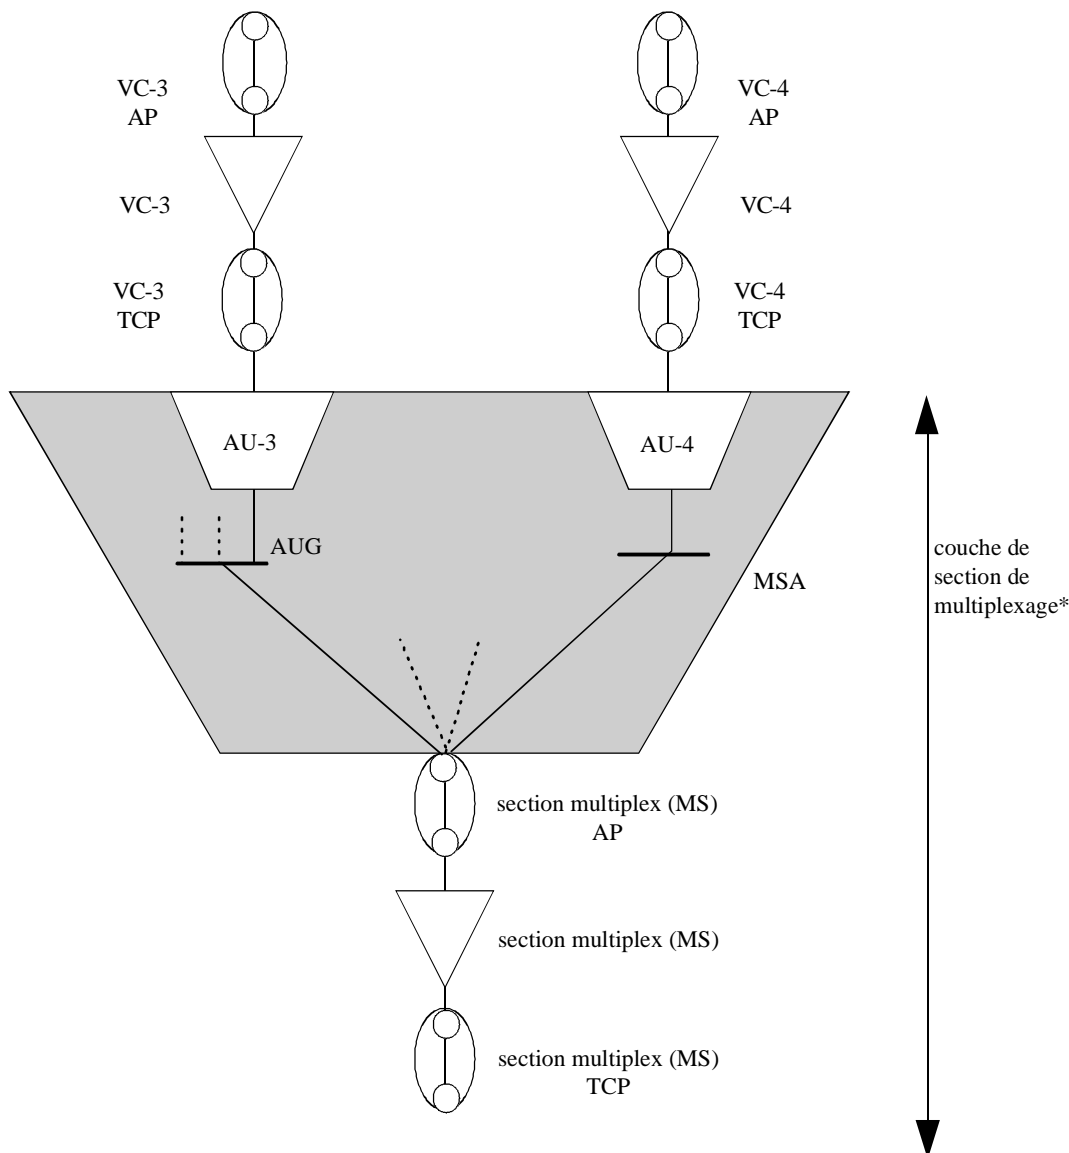 VC-3
AP
VC-4
AP
VC-3
VC-4
VC-3
TCP
VC-4
TCP
AU-3
AU-4
AUG
MSA
couche de
section de
multiplexage*
section multiplex (MS)
AP
section multiplex (MS)
section multiplex (MS)
TCP